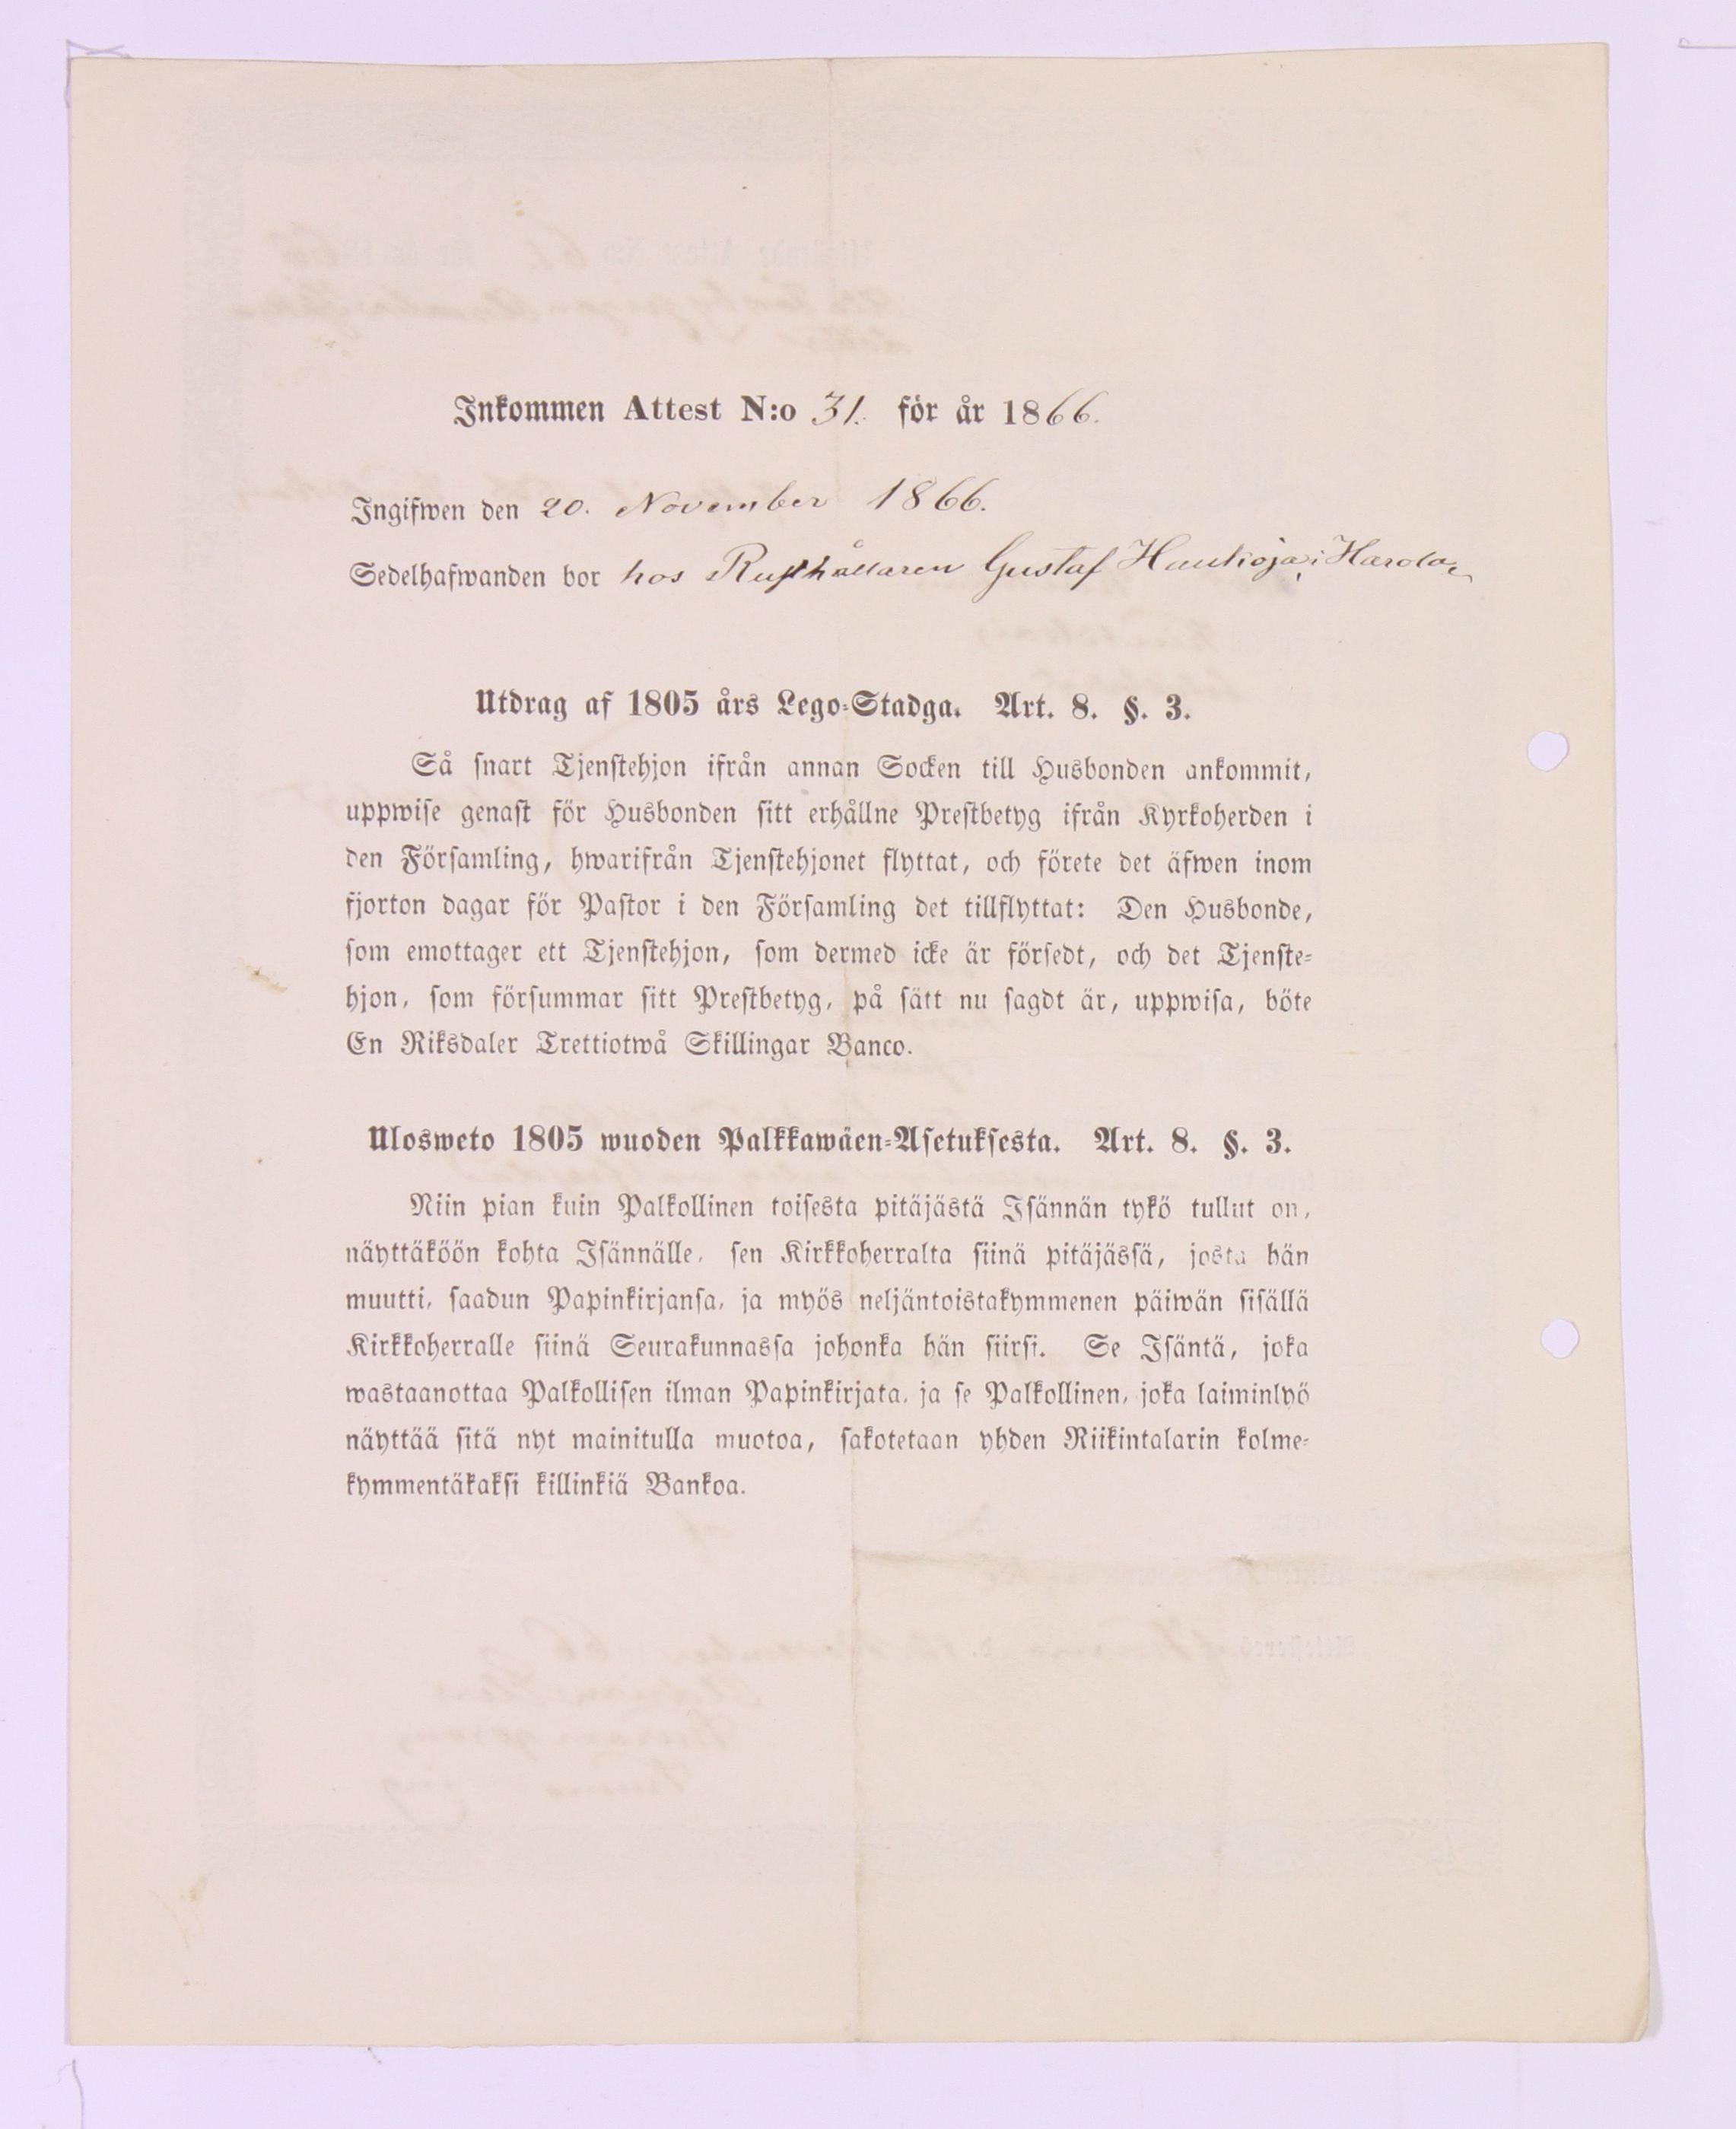 Inkommen Attest N:o 31. för år 1866.
Ingifwen den 20. November 1866.
Sedelhafwanden bor hos Rusthållaren Gustaf Haukioja i Harola
Utdrag af 1805 års Lego-Stadga. Art. 8. §. 3.
Så snart Tjenstehjon ifrån annan Socken till Husbonden ankommit,
uppwise genast för Husbonden sitt erhållne Prestbetyg ifrån Kyrkoherden i
den Församling, hwarifrån Tjenstehjonet flyttat, och förete det äfwen inom
fjorton dagar för Pastor i den Församling det tillflyttat: Den Husbonde,
som emottager ett Tjenstehjon, som dermed icke är försedt, och det Tjenste-
hjon, som försummar sitt Prestbetyg, på sätt nu sagdt är, uppwisa, böte
En Riksdaler Trettiotwå Skillingar Banco.
Ulosweto 1805 wuoden Palkkawäen-Asetuksesta. Art. 8. §. 3.
Niin pian kuin Palkollinen toisesta pitäjästä Isännän tykö tullut on,
näyttäköön kohta Isännälle, sen Kirkkoherralta siinä pitäjässä, josta hän
muutti, saadun Papinkirjansa, ja myös neljäntoistakymmenen päiwän sisällä
Kirkkoherralle siinä Seurakunnassa johonka hän siirsi. Se Isäntä, joka
wastaanottaa Palkollisen ilman Papinkirjata, ja se Palkollinen, joka laiminlyö
näyttää sitä nyt mainitulla muotoa, sakotetaan yhden Riikintalarin kolme-
kymmentäkaksi killinkiä Bankoa.